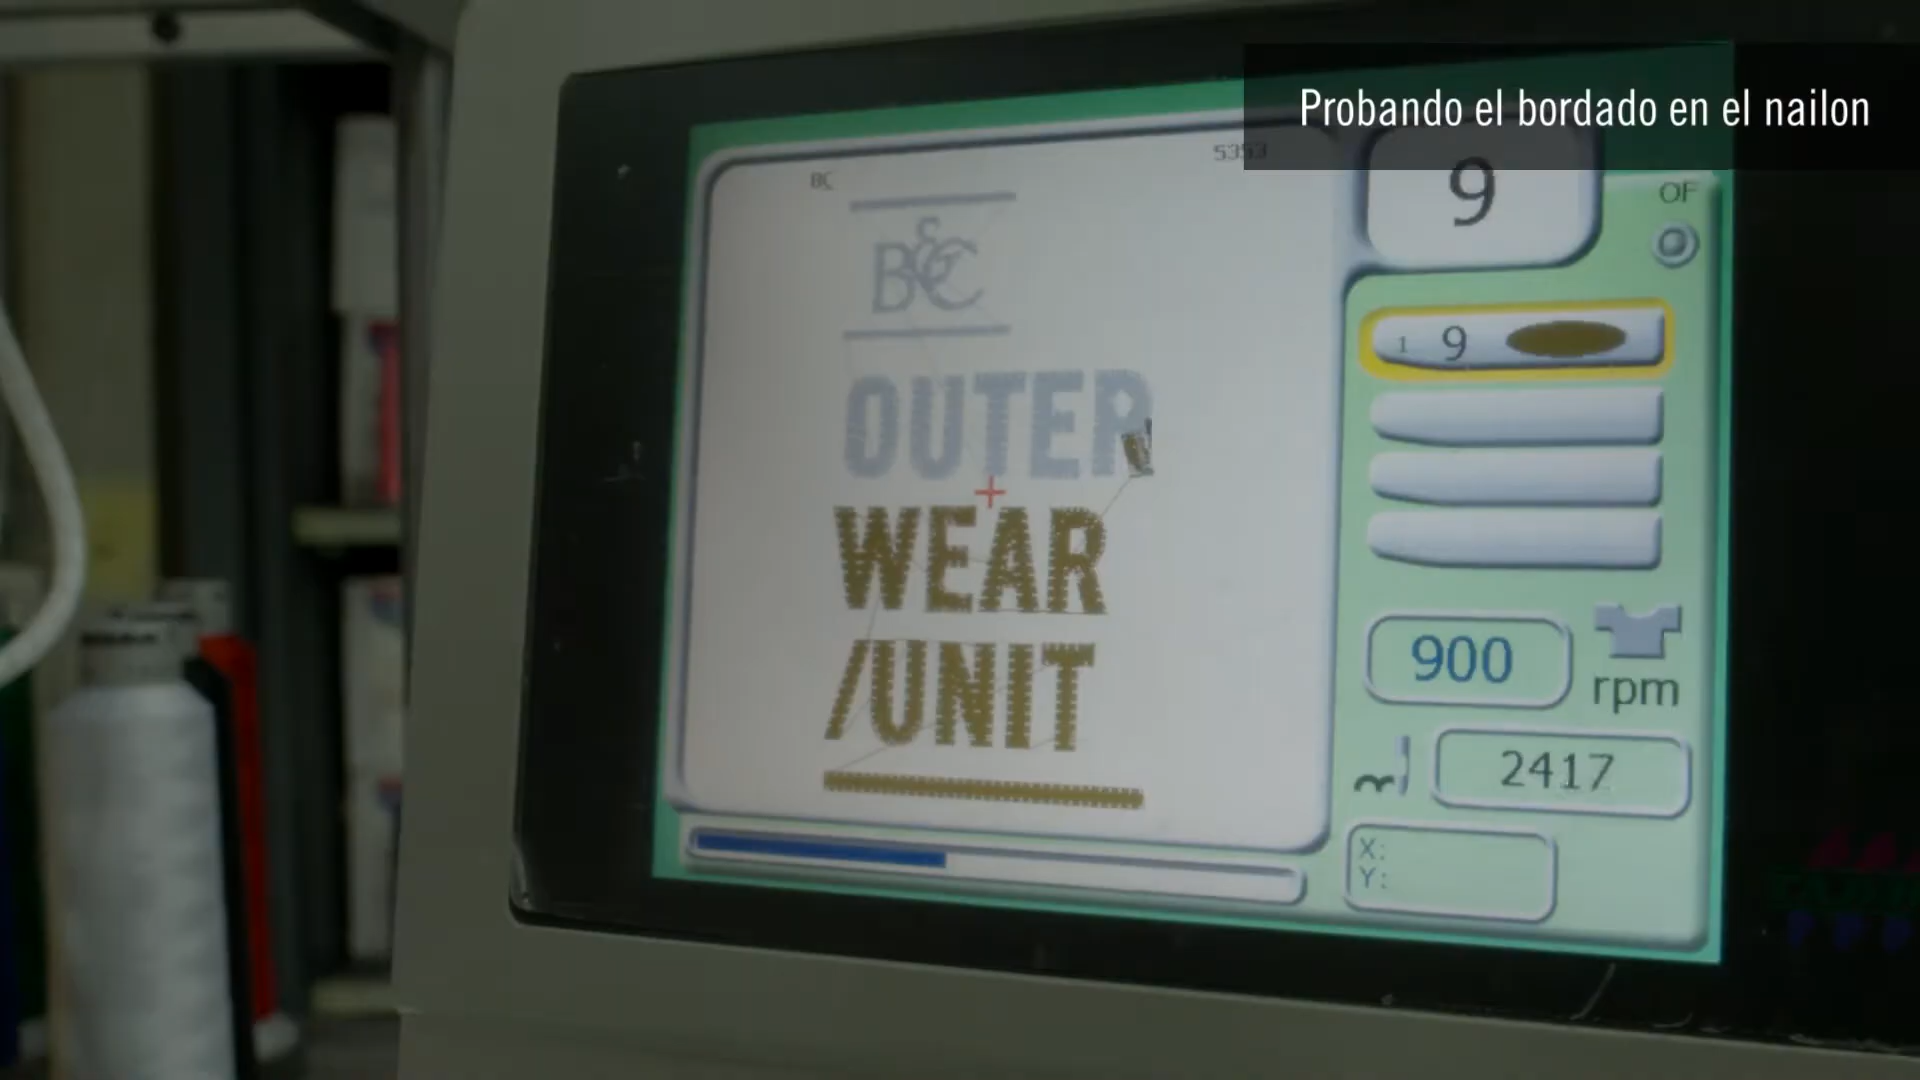 Probando el bordado en el nailon
BC
5353
9
OF
B&C
OUTER
WEAR
/UNIT
1 9
900
rpm
2417
X:
Y: